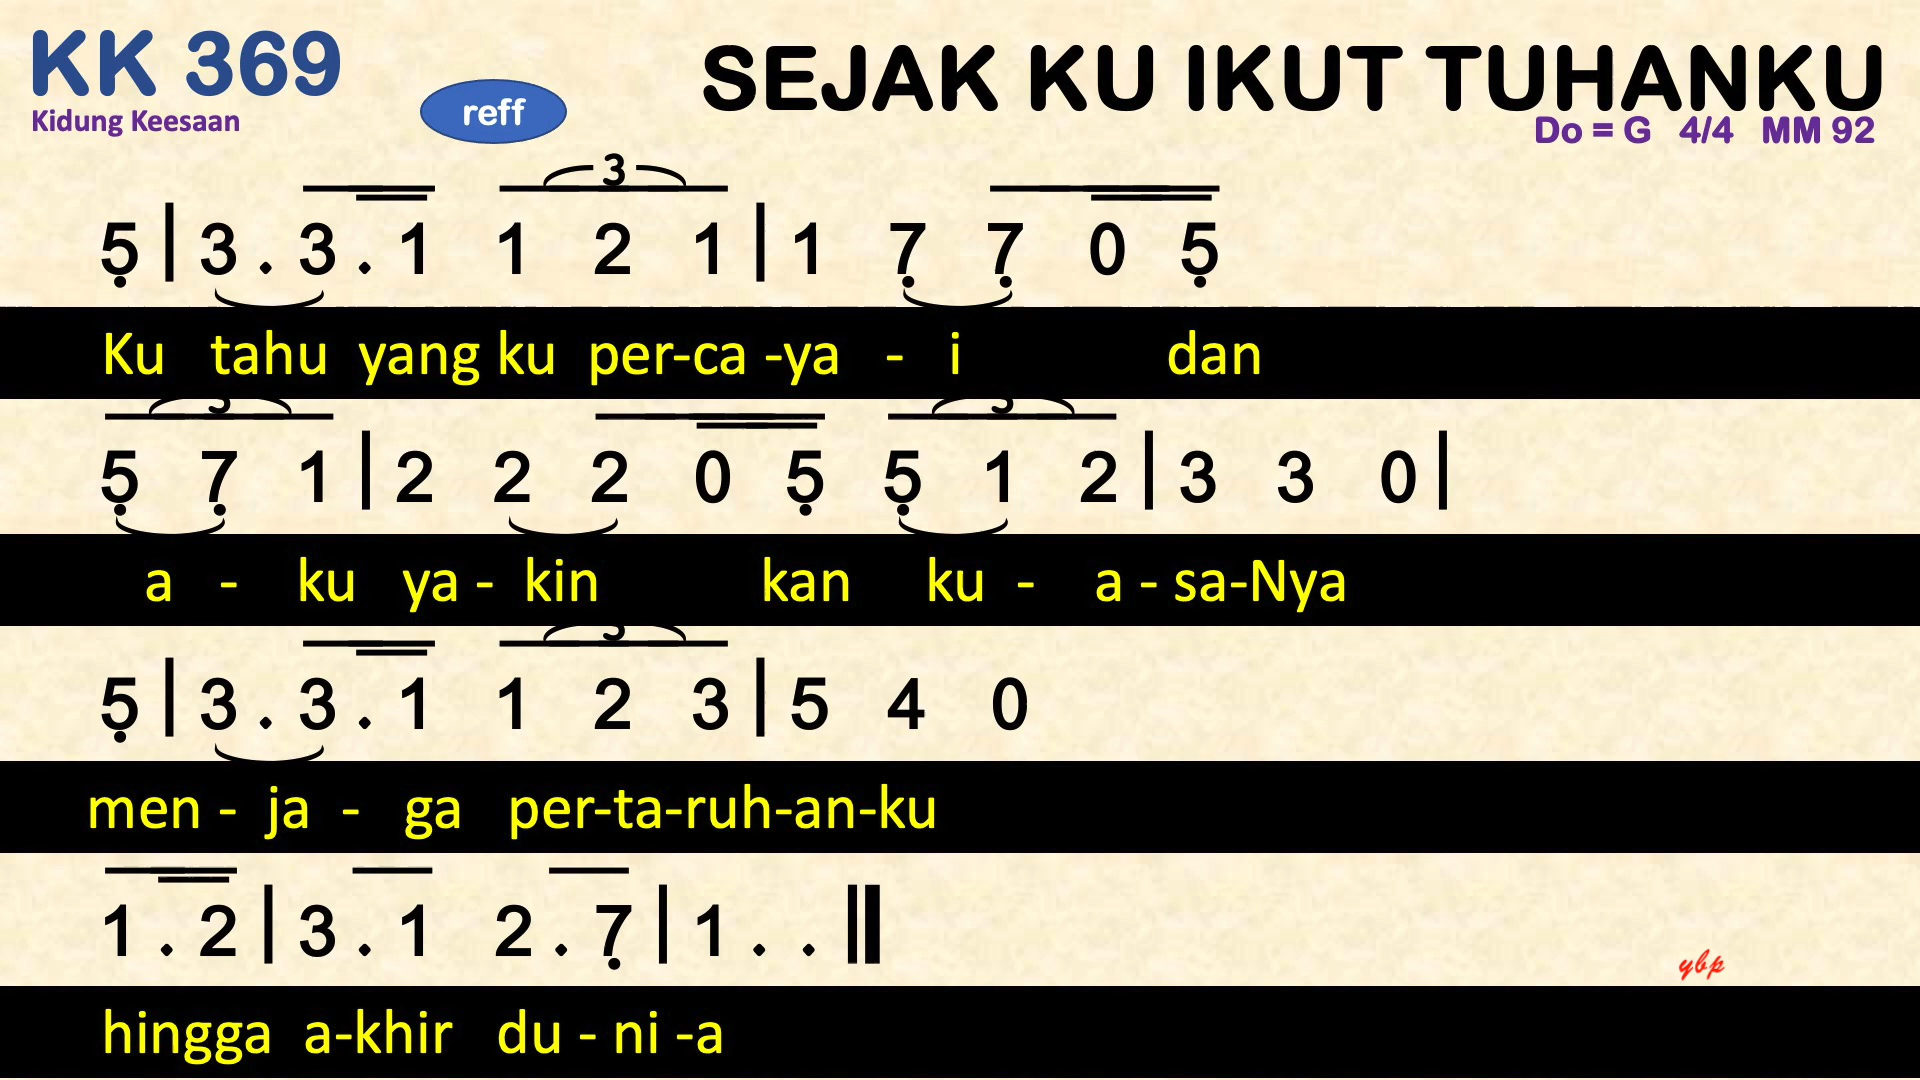 KK 369
Kidung Keesaan
reff
SEJAK KU IKUT TUHANKU
Do = G 4/4 MM 92
3
5̣ | 3 . 3 . 1 1 2 1 | 1 7̣ 7̣ 0 5̣
Ku tahu yang ku per-ca -ya - i dan
3 3
5̣ 7̣ 1 | 2 2 2 0 5̣ 5̣ 1 2 | 3 3 0 |
a - ku ya - kin kan ku - a - sa-Nya
3
5̣ | 3 . 3 . 1 1 2 3 | 5 4 0
men - ja - ga per-ta-ruh-an-ku
1 . 2 | 3 . 1 2 . 7̣ | 1 . . ||
ybp
hingga a-khir du - ni -a